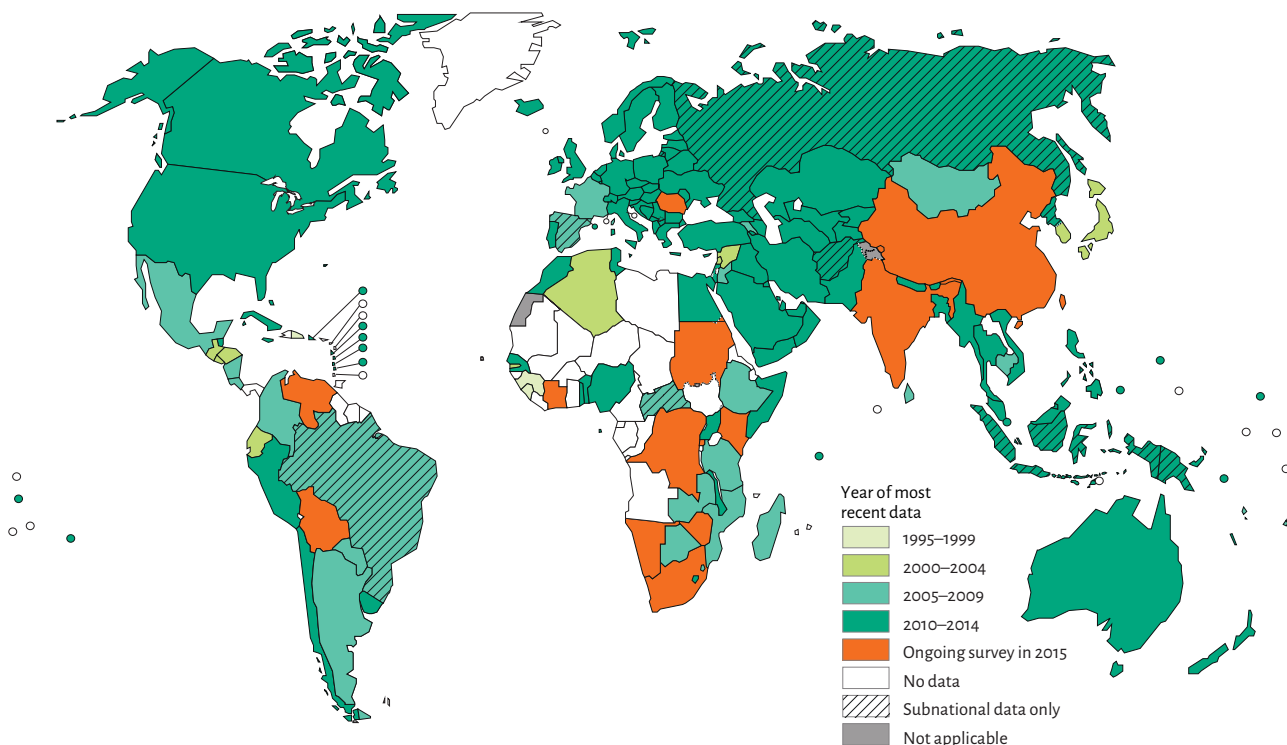 Year of most
recent data
1995–1999
2000–2004
2005–2009
2010–2014
Ongoing survey in 2015
No data
Subnational data only
Not applicable